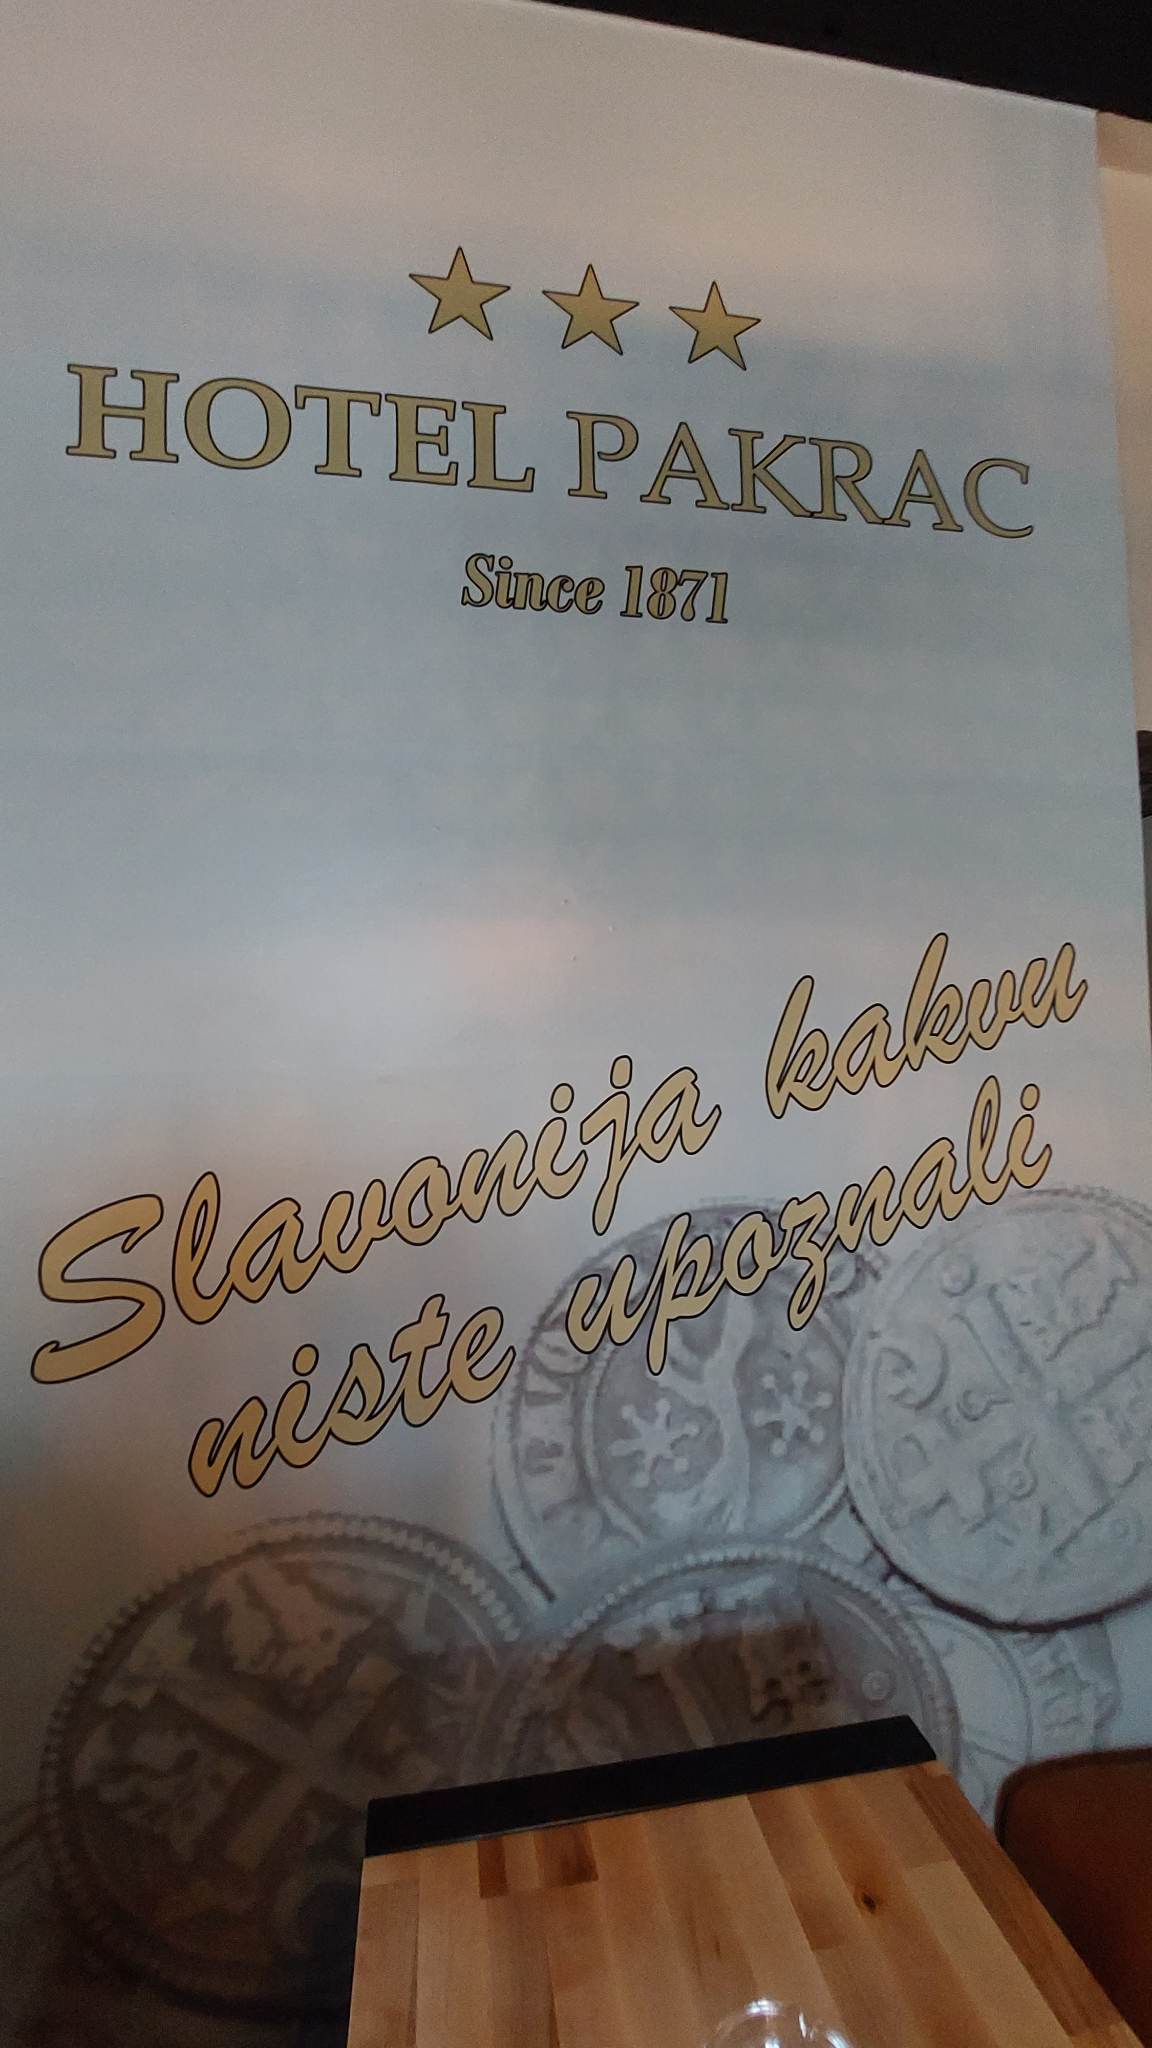 HOTEL PAKRAC
Since 1871
Slavonija kakvu
niste upoznali